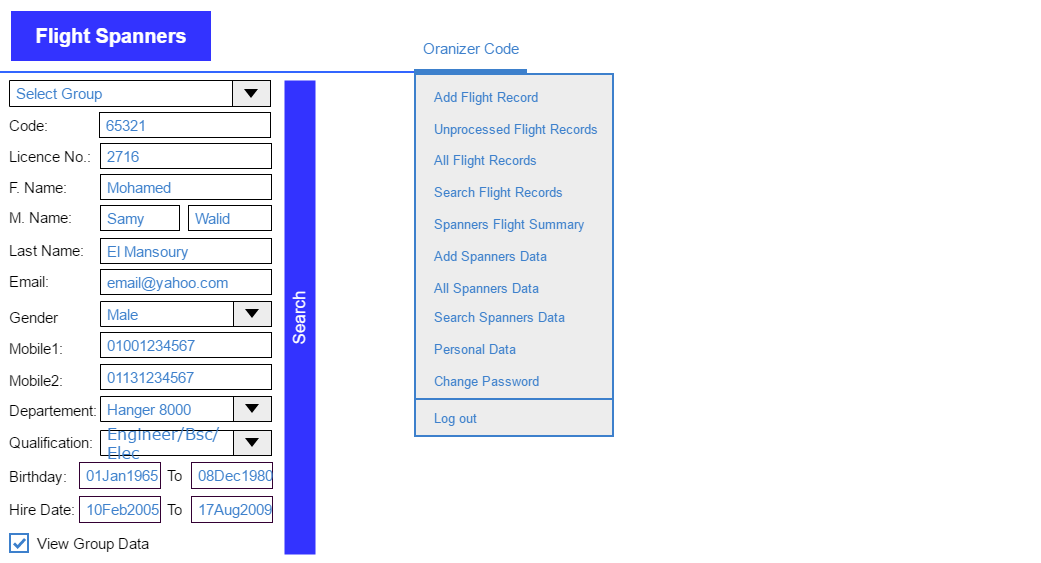 Flight Spanners
Oranizer Code
Select Group
Code: 65321
Licence No.: 2716
F. Name: Mohamed
M. Name: Samy Walid
Last Name: El Mansoury
Email: email@yahoo.com
Gender Male
Mobile1: 01001234567
Mobile2: 01131234567
Departement: Hanger 8000
Qualification: Engineer/Bsc/
Elec
Birthday: 01Jan1965 To 08Dec1980
Hire Date: 10Feb2005 To 17Aug2009
View Group Data
Search
Add Flight Record
Unprocessed Flight Records
All Flight Records
Search Flight Records
Spanners Flight Summary
Add Spanners Data
All Spanners Data
Search Spanners Data
Personal Data
Change Password
Log out